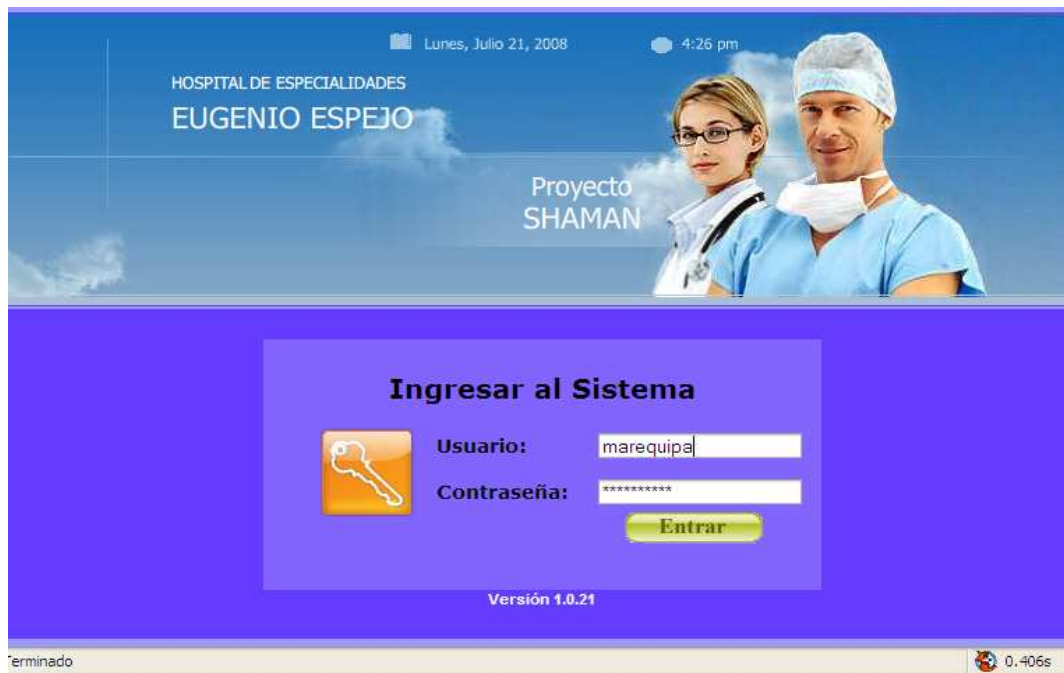 Lunes, Julio 21, 2008 4:26 pm
HOSPITAL DE ESPECIALIDADES
EUGENIO ESPEJO
Proyecto
SHAMAN
Ingresar al Sistema
Usuario: marequipa
Contraseña: **********
Entrar
Versión 1.0.21
Terminado 0.406s